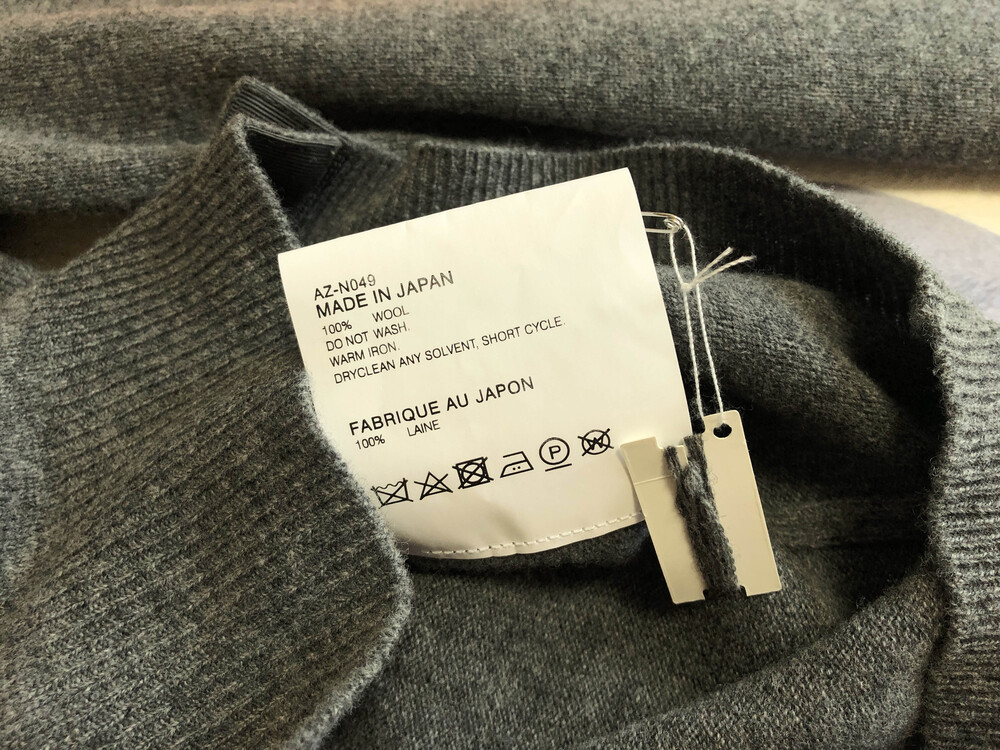 AZ-N049
MADE IN JAPAN
100% WOOL
DO NOT WASH.
WARM IRON.
DRYCLEAN ANY SOLVENT, SHORT CYCLE.
FABRIQUE AU JAPON
100% LAINE
P W